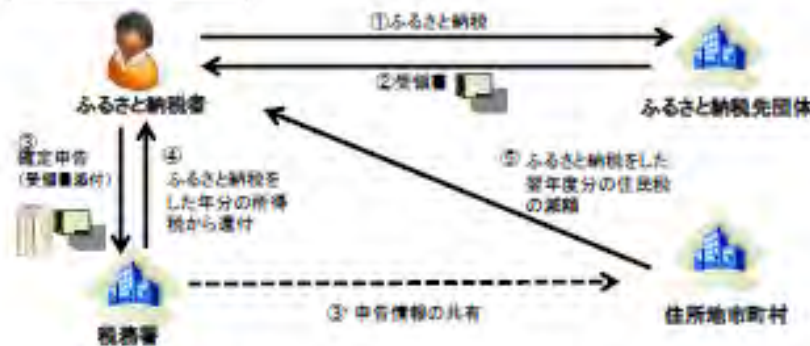 ①ふるさと納税
②受領書
ふるさと納税者
ふるさと納税先団体
③
確定申告
(受領書添付)
④
ふるさと納税を
した年分の所得
税から還付
⑤ ふるさと納税をした
翌年度分の住民税
の減額
③' 申告情報の共有
税務署
住所地市町村